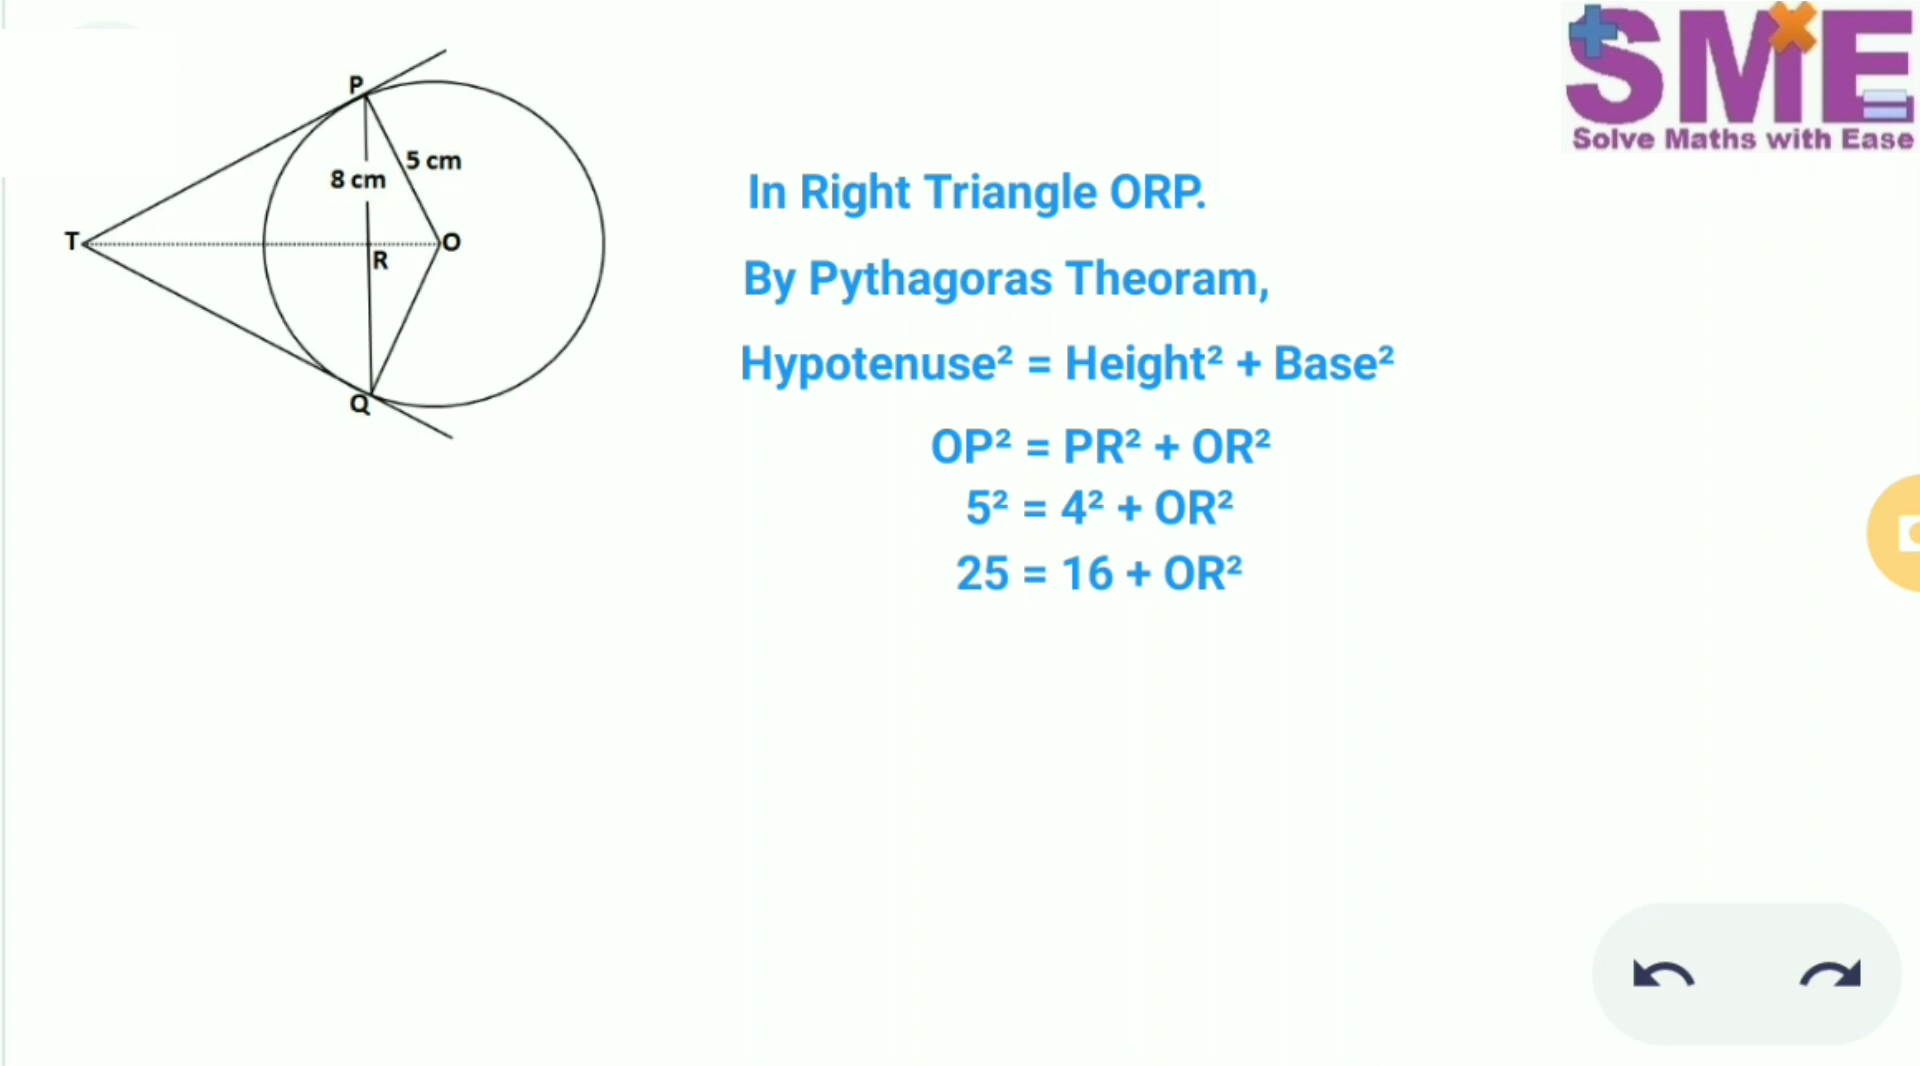 SME
Solve Maths with Ease
P
5 cm
8 cm
T
R
O
Q
In Right Triangle ORP.
By Pythagoras Theoram,
Hypotenuse² = Height² + Base²
OP² = PR² + OR²
5² = 4² + OR²
25 = 16 + OR²